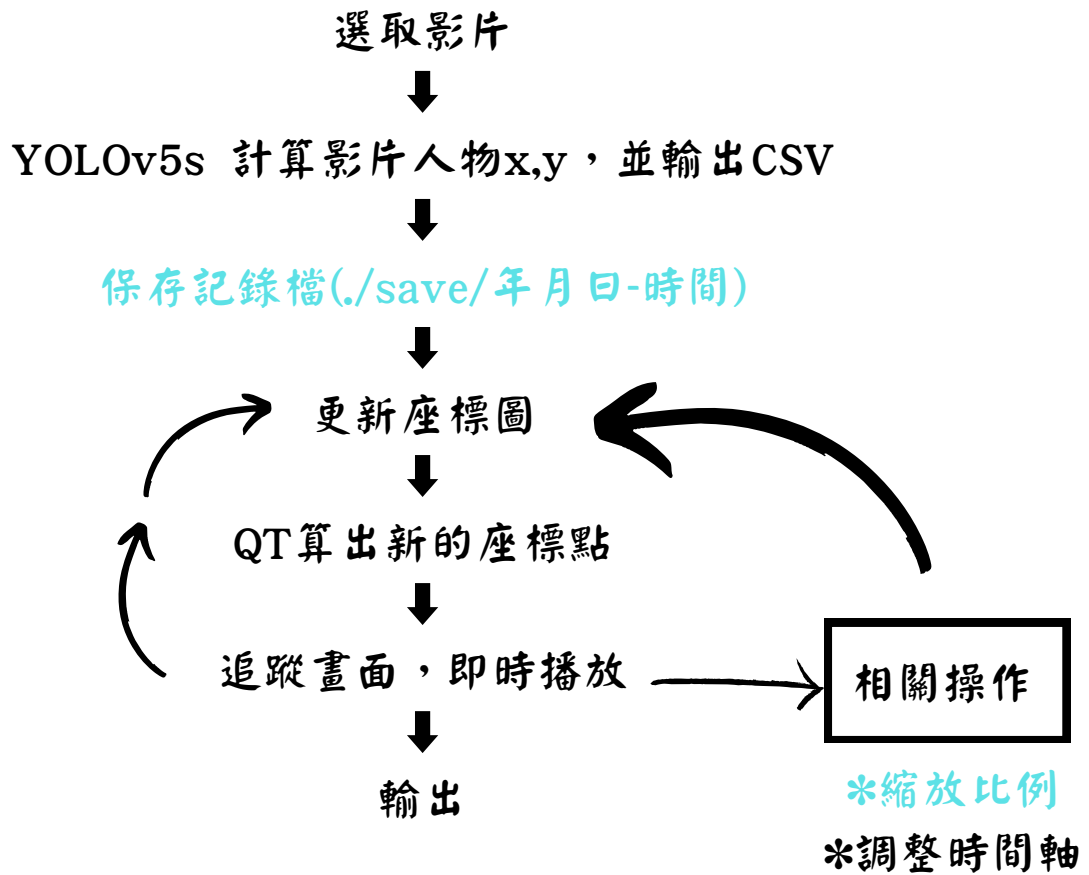 選取影片
YOLOv5s 計算影片人物x,y，並輸出CSV
保存記錄檔(./save/年月日-時間)
更新座標圖
QT算出新的座標點
追蹤畫面，即時播放
相關操作
輸出
*縮放比例
*調整時間軸